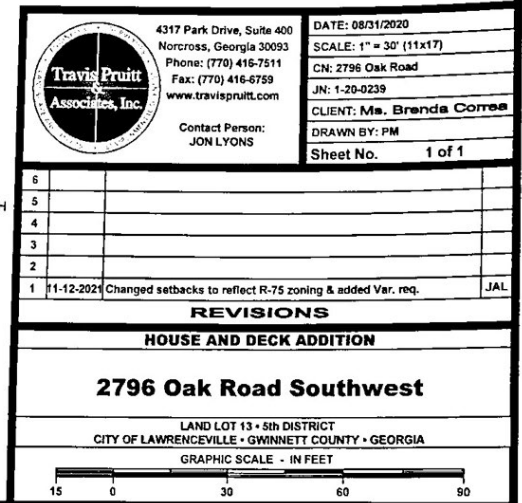 Travis Pruitt
&
Associates, Inc.
4317 Park Drive, Suite 400
Norcross, Georgia 30093
Phone: (770) 416-7511
Fax: (770) 416-6759
www.travispruitt.com
Contact Person:
JON LYONS
DATE: 08/31/2020
SCALE: 1" = 30' (11x17)
CN: 2796 Oak Road
JN: 1-20-0239
CLIENT: Ms. Brenda Correa
DRAWN BY: PM
Sheet No. 1 of 1
6
5
4
3
2
1 11-12-2021 Changed setbacks to reflect R-75 zoning & added Var. req. JAL
REVISIONS
HOUSE AND DECK ADDITION
2796 Oak Road Southwest
LAND LOT 13 • 5th DISTRICT
CITY OF LAWRENCEVILLE • GWINNETT COUNTY • GEORGIA
GRAPHIC SCALE - IN FEET
15 0 30 60 90